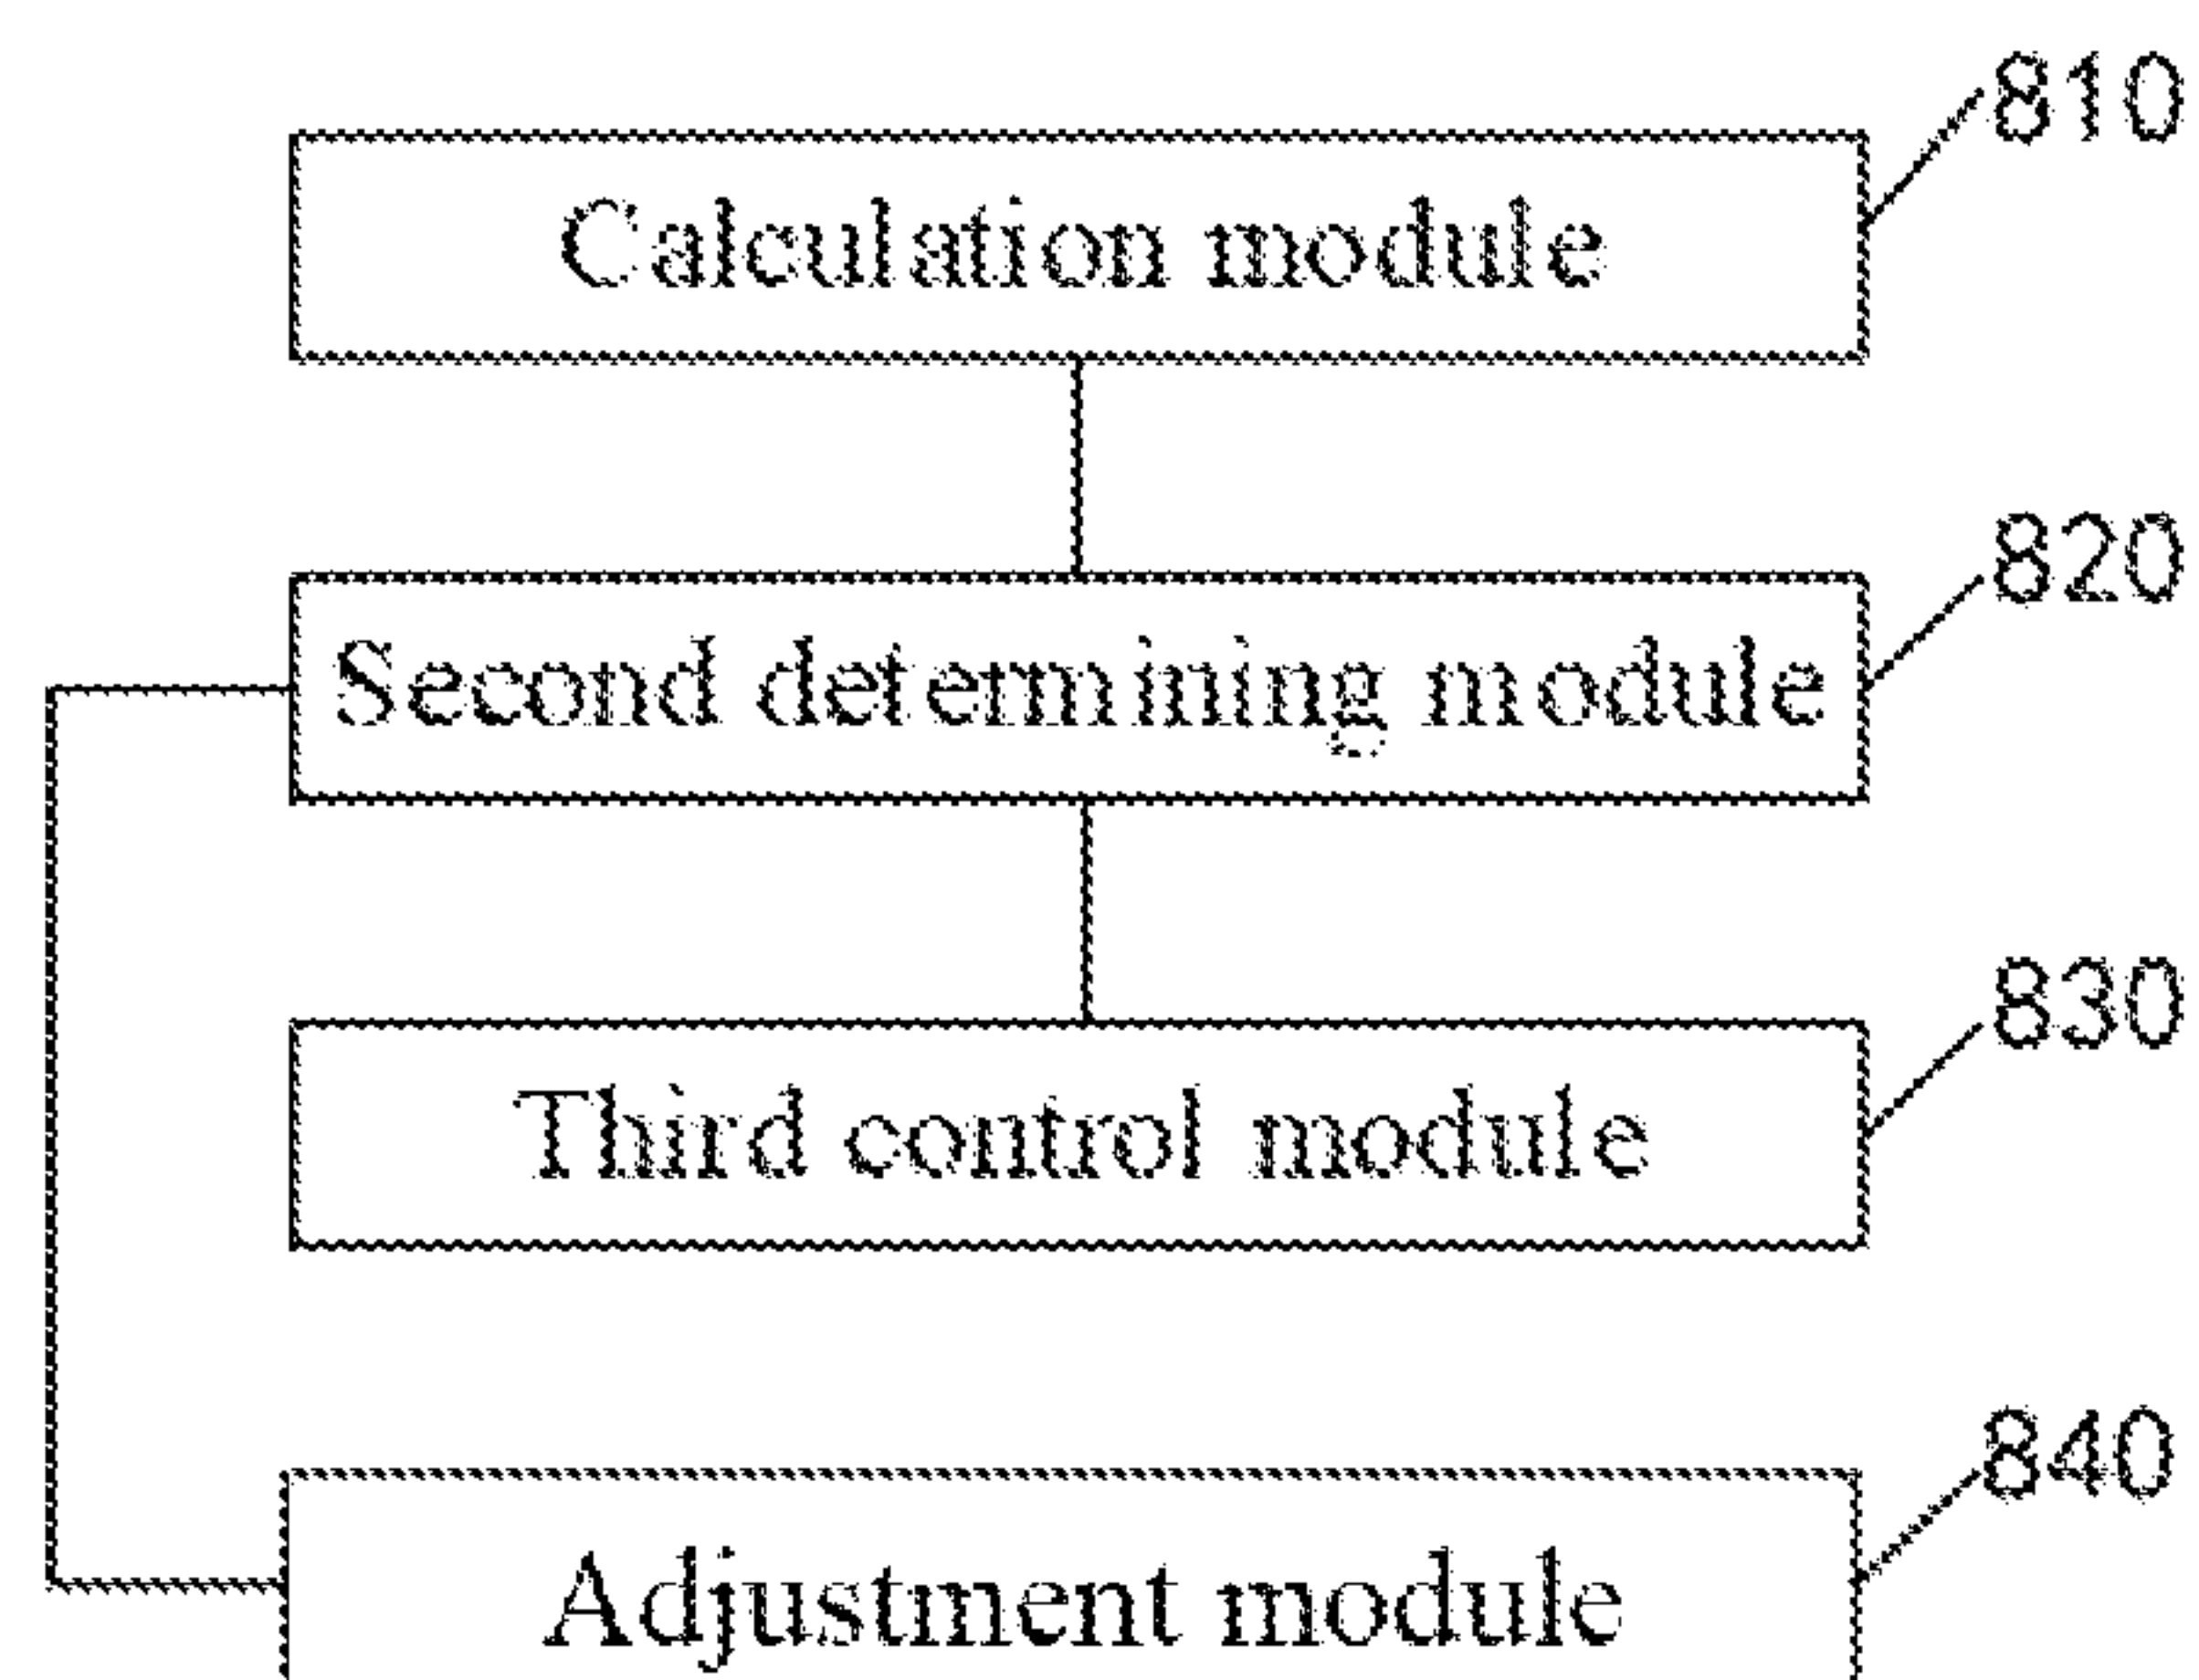 810
Calculation module
820
Second determining module
830
Third control module
840
Adjustment module